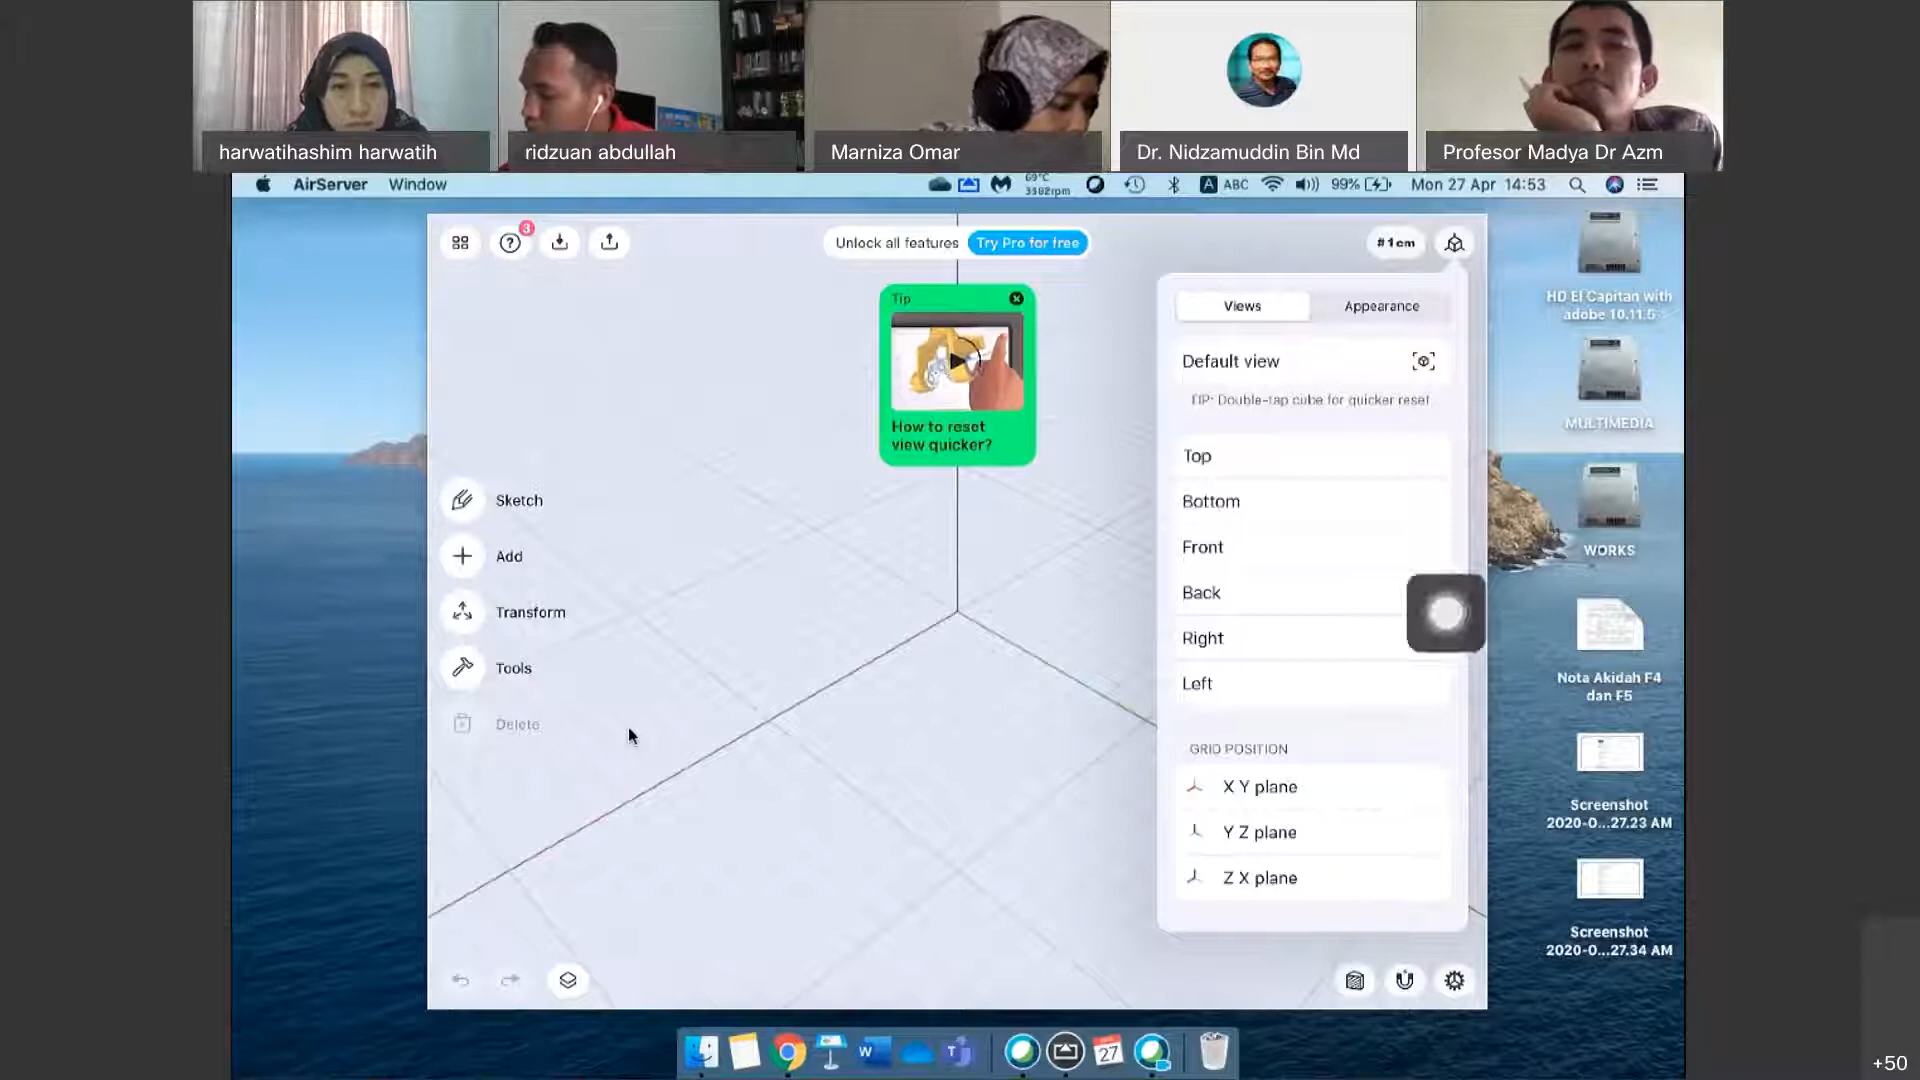 harwatihashim harwatih
ridzuan abdullah
Marniza Omar
Dr. Nidzamuddin Bin Md
Profesor Madya Dr Azm
AirServer Window
69°C
3382rpm
A ABC
99%
Mon 27 Apr 14:53
3
Unlock all features Try Pro for free
#1cm
Tip
How to reset
view quicker?
Views Appearance
Default view
TIP: Double-tap cube for quicker reset
Top
Bottom
Front
Back
Right
Left
GRID POSITION
X Y plane
Y Z plane
Z X plane
Sketch
Add
Transform
Tools
Delete
HD El Capitan with
adobe 10.11.5
MULTIMEDIA
WORKS
Nota Akidah F4
dan F5
Screenshot
2020-0...27.23 AM
Screenshot
2020-0...27.34 AM
W
T
27
+50